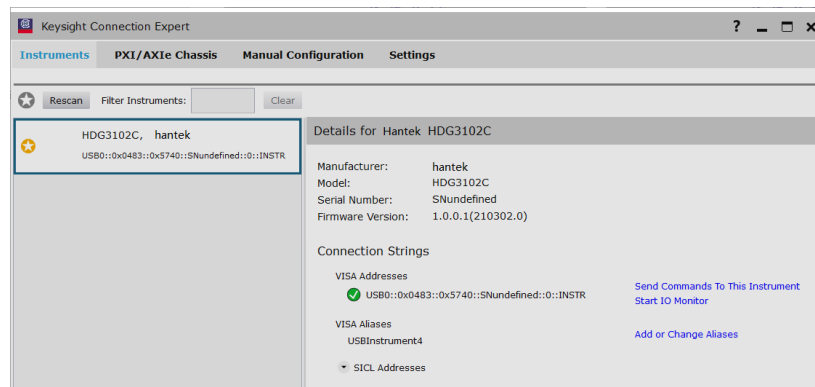 Keysight Connection Expert
?
Instruments PXI/AXIe Chassis Manual Configuration Settings
Rescan Filter Instruments: Clear
HDG3102C, hantek
USB0::0x0483::0x5740::SNundefined::0::INSTR
Details for Hantek HDG3102C
Manufacturer: hantek
Model: HDG3102C
Serial Number: SNundefined
Firmware Version: 1.0.0.1(210302.0)
Connection Strings
VISA Addresses
USB0::0x0483::0x5740::SNundefined::0::INSTR
Send Commands To This Instrument
Start IO Monitor
VISA Aliases
USBInstrument4
Add or Change Aliases
SICL Addresses